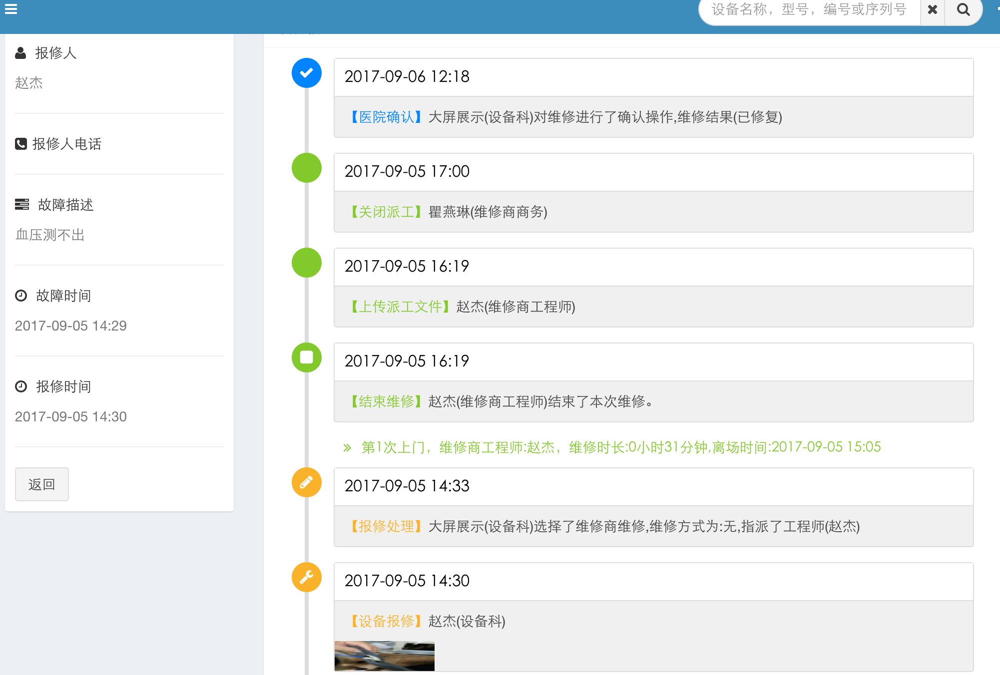 设备名称，型号，编号或序列号
报修人
赵杰
报修人电话
故障描述
血压测不出
故障时间
2017-09-05 14:29
报修时间
2017-09-05 14:30
返回
2017-09-06 12:18
【医院确认】大屏展示(设备科)对维修进行了确认操作,维修结果(已修复)
2017-09-05 17:00
【关闭派工】瞿燕琳(维修商商务)
2017-09-05 16:19
【上传派工文件】赵杰(维修商工程师)
2017-09-05 16:19
【结束维修】赵杰(维修商工程师)结束了本次维修。
第1次上门，维修商工程师:赵杰，维修时长:0小时31分钟,离场时间:2017-09-05 15:05
2017-09-05 14:33
【报修处理】大屏展示(设备科)选择了维修商维修,维修方式为:无,指派了工程师(赵杰)
2017-09-05 14:30
【设备报修】赵杰(设备科)